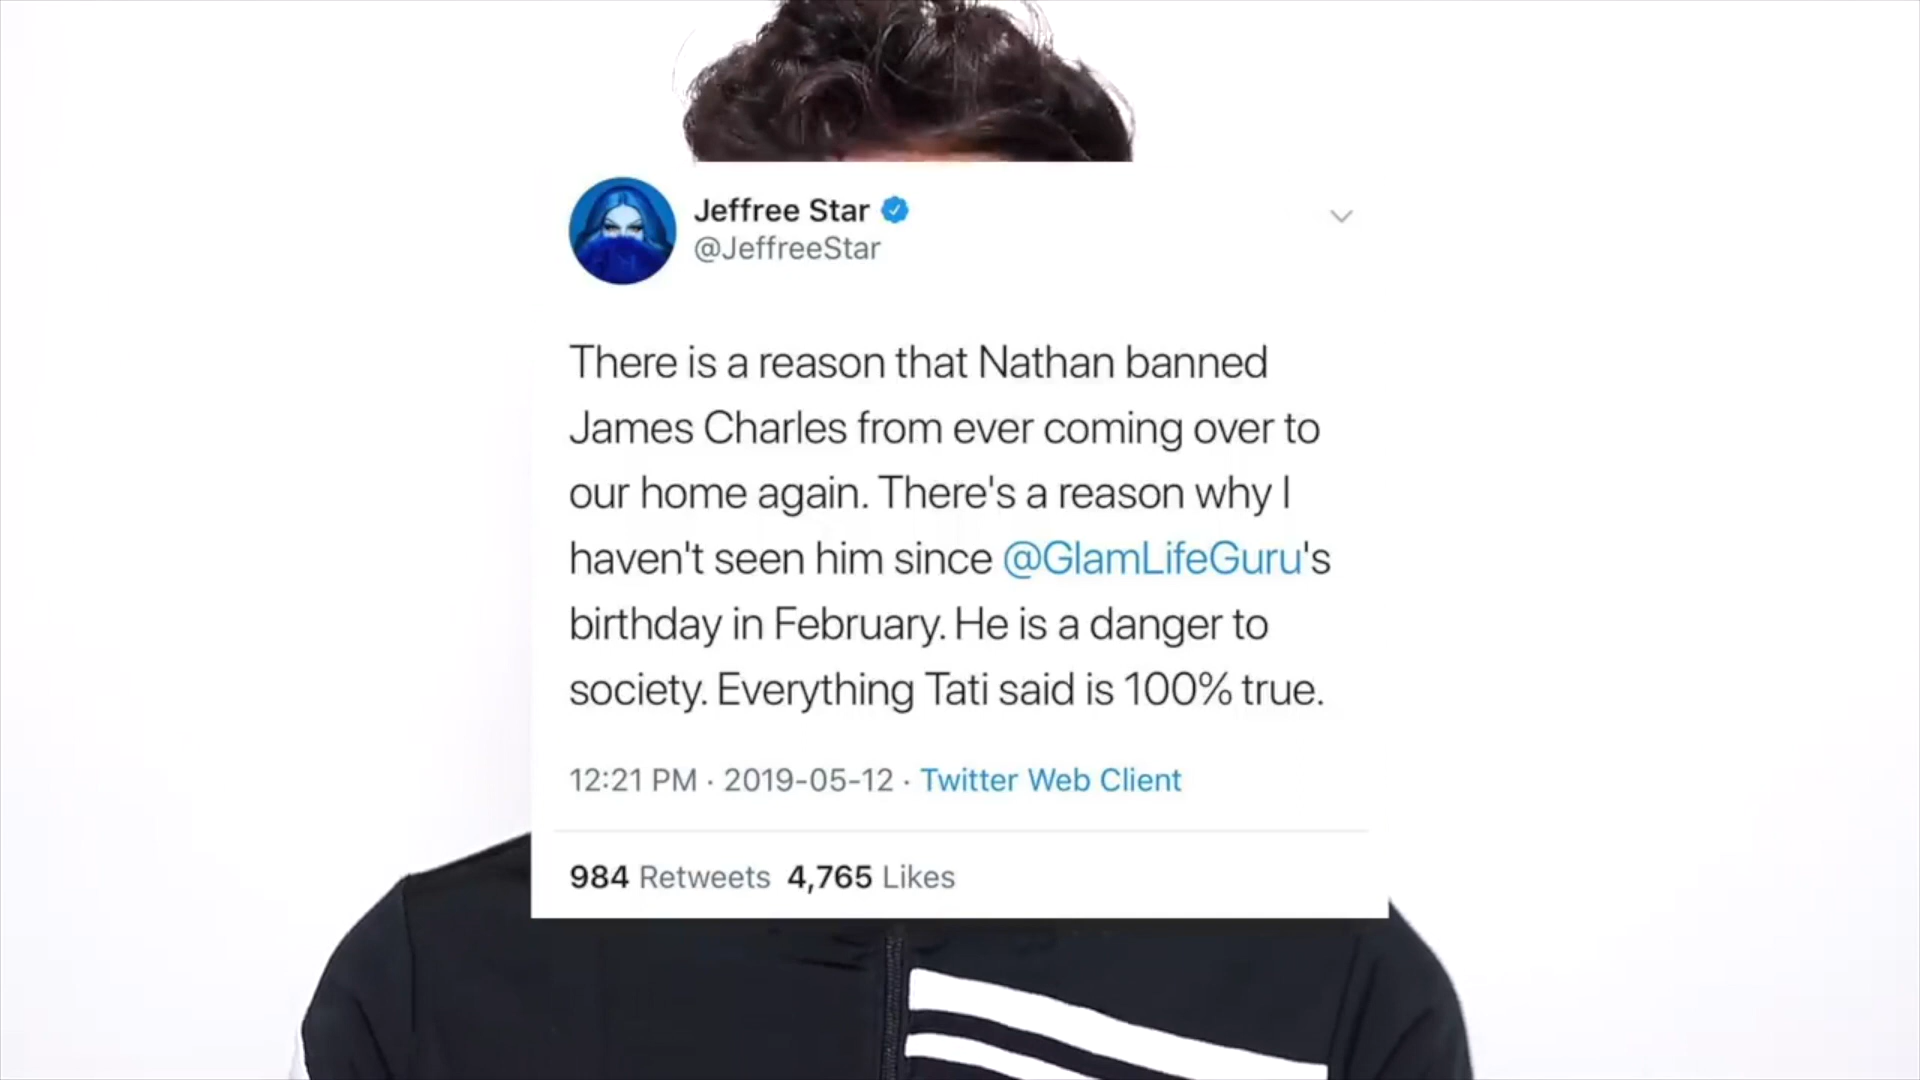 Jeffree Star
@JeffreeStar
There is a reason that Nathan banned
James Charles from ever coming over to
our home again. There's a reason why I
haven't seen him since @GlamLifeGuru's
birthday in February. He is a danger to
society. Everything Tati said is 100% true.
12:21 PM · 2019-05-12 · Twitter Web Client
984 Retweets 4,765 Likes